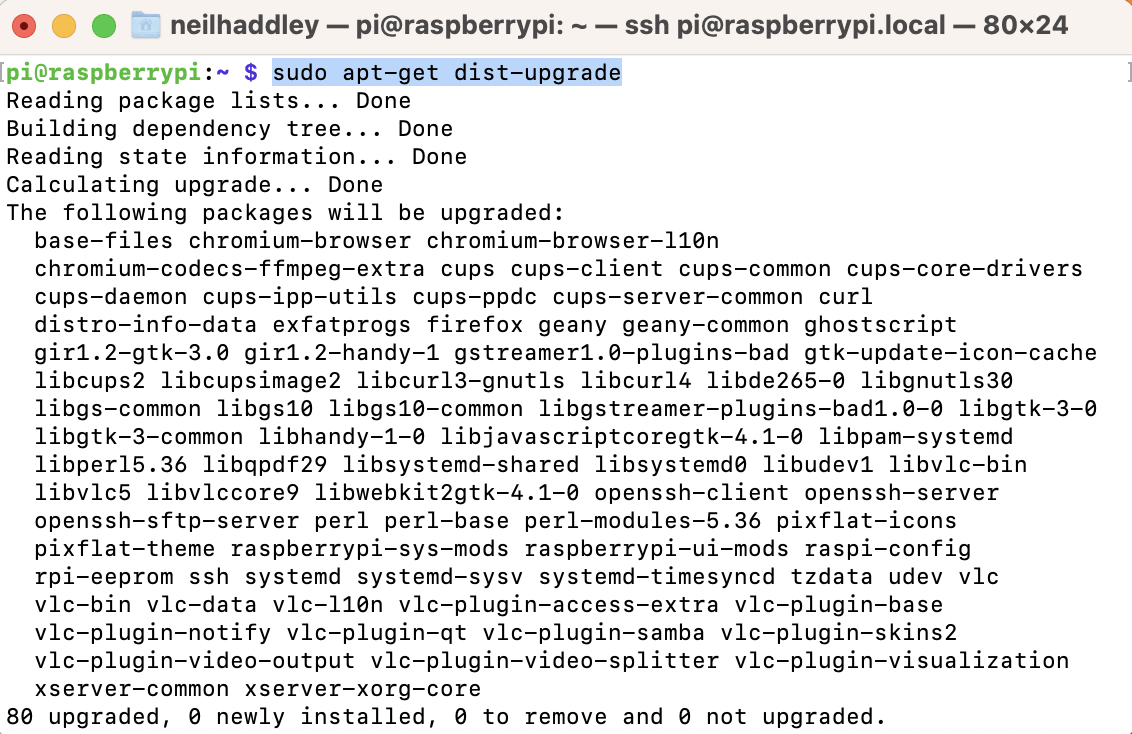 neilhaddley — pi@raspberrypi: ~ — ssh pi@raspberrypi.local — 80×24
[pi@raspberrypi:~ $ sudo apt-get dist-upgrade ]
Reading package lists... Done
Building dependency tree... Done
Reading state information... Done
Calculating upgrade... Done
The following packages will be upgraded:
  base-files chromium-browser chromium-browser-l10n
  chromium-codecs-ffmpeg-extra cups cups-client cups-common cups-core-drivers
  cups-daemon cups-ipp-utils cups-ppdc cups-server-common curl
  distro-info-data exfatprogs firefox geany geany-common ghostscript
  gir1.2-gtk-3.0 gir1.2-handy-1 gstreamer1.0-plugins-bad gtk-update-icon-cache
  libcups2 libcupsimage2 libcurl3-gnutls libcurl4 libde265-0 libgnutls30
  libgs-common libgs10 libgs10-common libgstreamer-plugins-bad1.0-0 libgtk-3-0
  libgtk-3-common libhandy-1-0 libjavascriptcoregtk-4.1-0 libpam-systemd
  libperl5.36 libqpdf29 libsystemd-shared libsystemd0 libudev1 libvlc-bin
  libvlc5 libvlccore9 libwebkit2gtk-4.1-0 openssh-client openssh-server
  openssh-sftp-server perl perl-base perl-modules-5.36 pixflat-icons
  pixflat-theme raspberrypi-sys-mods raspberrypi-ui-mods raspi-config
  rpi-eeprom ssh systemd systemd-sysv systemd-timesyncd tzdata udev vlc
  vlc-bin vlc-data vlc-l10n vlc-plugin-access-extra vlc-plugin-base
  vlc-plugin-notify vlc-plugin-qt vlc-plugin-samba vlc-plugin-skins2
  vlc-plugin-video-output vlc-plugin-video-splitter vlc-plugin-visualization
  xserver-common xserver-xorg-core
80 upgraded, 0 newly installed, 0 to remove and 0 not upgraded.